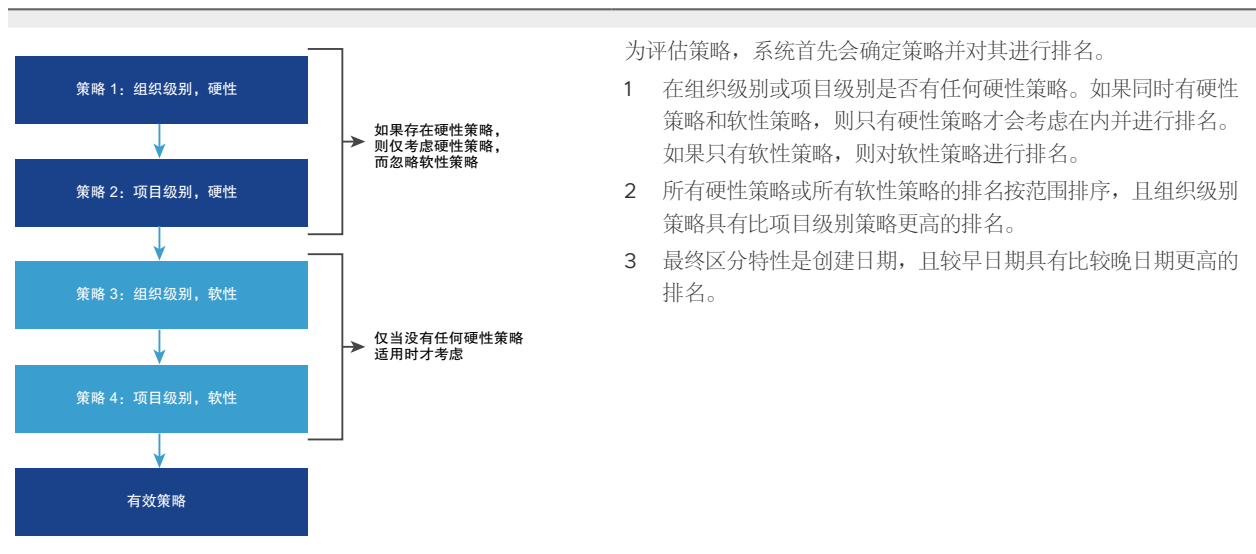 策略 1：组织级别，硬性
策略 2：项目级别，硬性
如果存在硬性策略，
则仅考虑硬性策略，
而忽略软性策略
策略 3：组织级别，软性
策略 4：项目级别，软性
仅当没有任何硬性策略
适用时才考虑
有效策略
为评估策略，系统首先会确定策略并对其进行排名。
1 在组织级别或项目级别是否有任何硬性策略。如果同时有硬性
策略和软性策略，则只有硬性策略才会考虑在内并进行排名。
如果只有软性策略，则对软性策略进行排名。
2 所有硬性策略或所有软性策略的排名按范围排序，且组织级别
策略具有比项目级别策略更高的排名。
3 最终区分特性是创建日期，且较早日期具有比较晚日期更高的
排名。